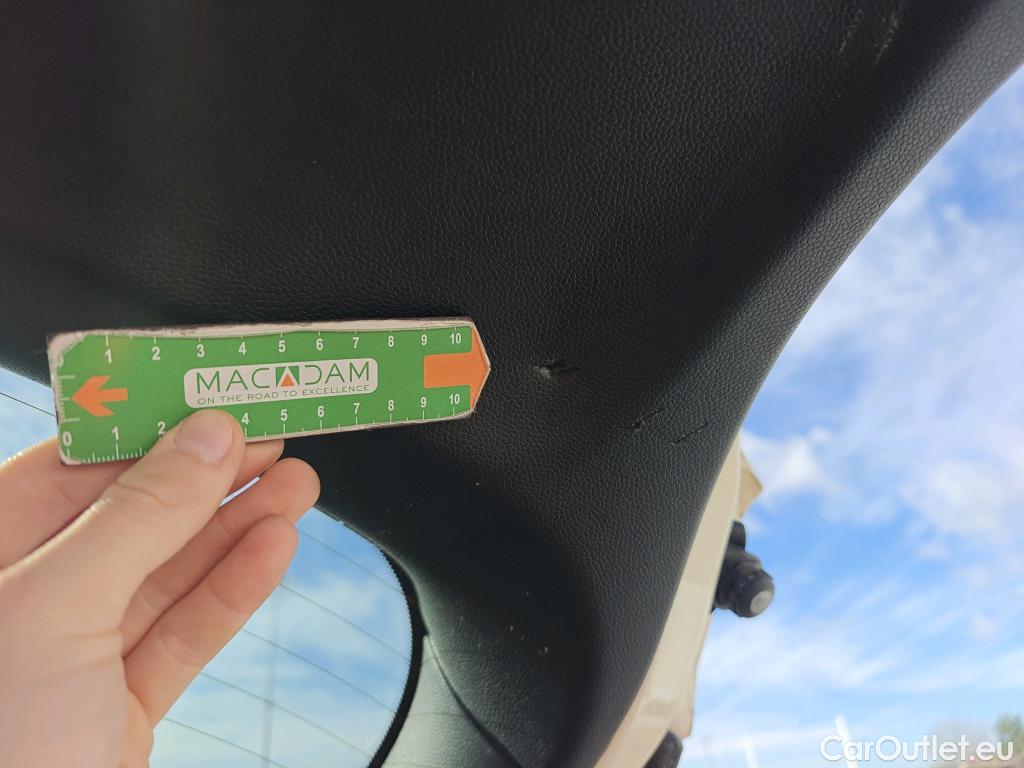 1 2 3 4 5 6 7 8 9 10
MACADAM
ON THE ROAD TO EXCELLENCE
0 1 2 4 5 6 7 8 9 10
CarOutlet.eu